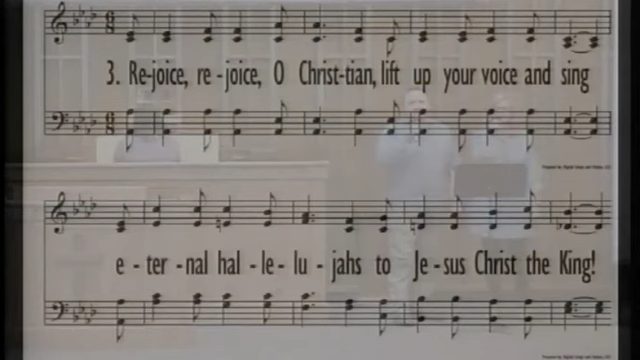 3. Re-joice, re-joice, O Christ-tian, lift up your voice and sing
e-ter-nal hal-le-lu-jahs to Je-sus Christ the King!